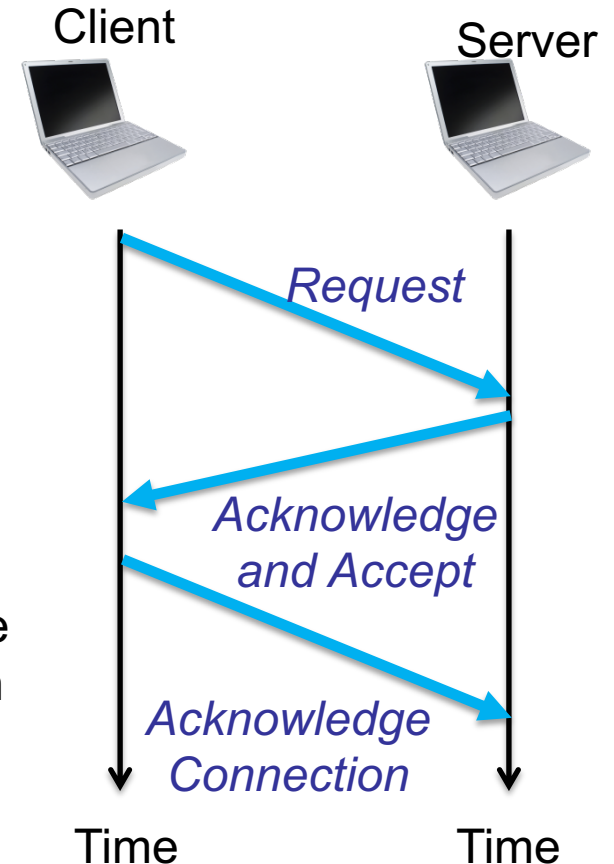 Client
Server
Request
Acknowledge
and Accept
e
Acknowledge
Connection
Time
Time